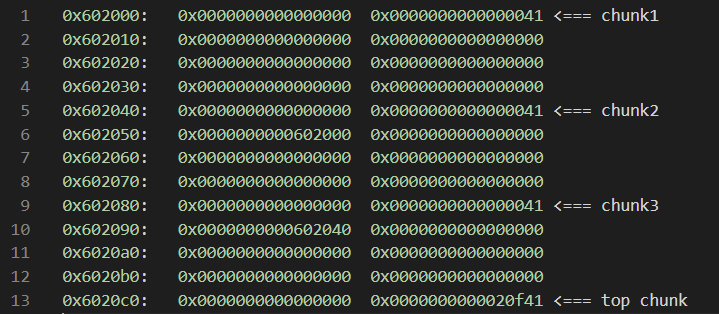 1 0x602000: 0x0000000000000000 0x0000000000000041 <=== chunk1
2 0x602010: 0x0000000000000000 0x0000000000000000
3 0x602020: 0x0000000000000000 0x0000000000000000
4 0x602030: 0x0000000000000000 0x0000000000000000
5 0x602040: 0x0000000000000000 0x0000000000000041 <=== chunk2
6 0x602050: 0x0000000000602000 0x0000000000000000
7 0x602060: 0x0000000000000000 0x0000000000000000
8 0x602070: 0x0000000000000000 0x0000000000000000
9 0x602080: 0x0000000000000000 0x0000000000000041 <=== chunk3
10 0x602090: 0x0000000000602040 0x0000000000000000
11 0x6020a0: 0x0000000000000000 0x0000000000000000
12 0x6020b0: 0x0000000000000000 0x0000000000000000
13 0x6020c0: 0x0000000000000000 0x0000000000020f41 <=== top chunk